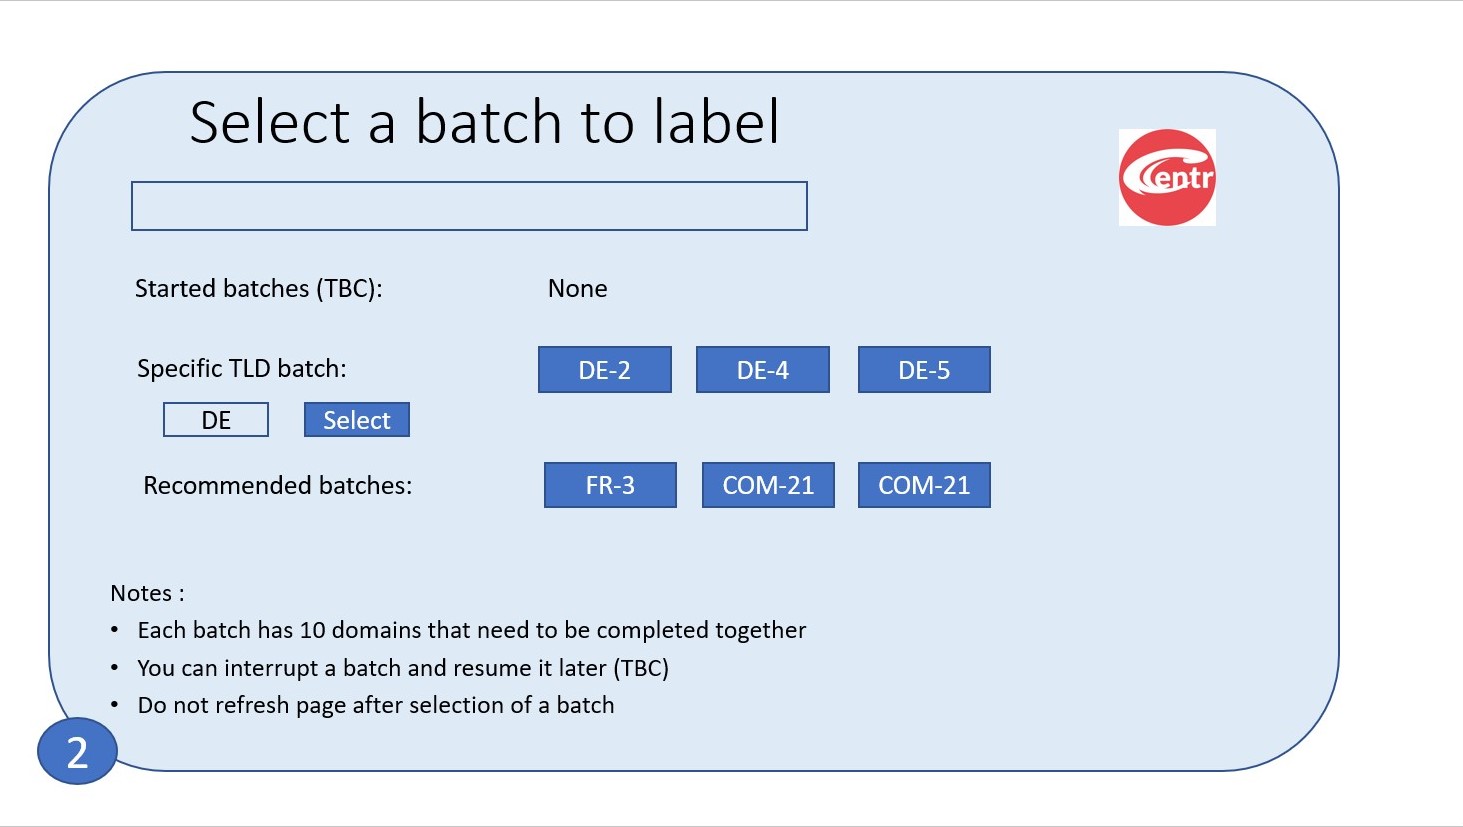 Select a batch to label
Centr
Started batches (TBC): None
Specific TLD batch: DE-2 DE-4 DE-5
DE Select
Recommended batches: FR-3 COM-21 COM-21
Notes :
• Each batch has 10 domains that need to be completed together
• You can interrupt a batch and resume it later (TBC)
• Do not refresh page after selection of a batch
2